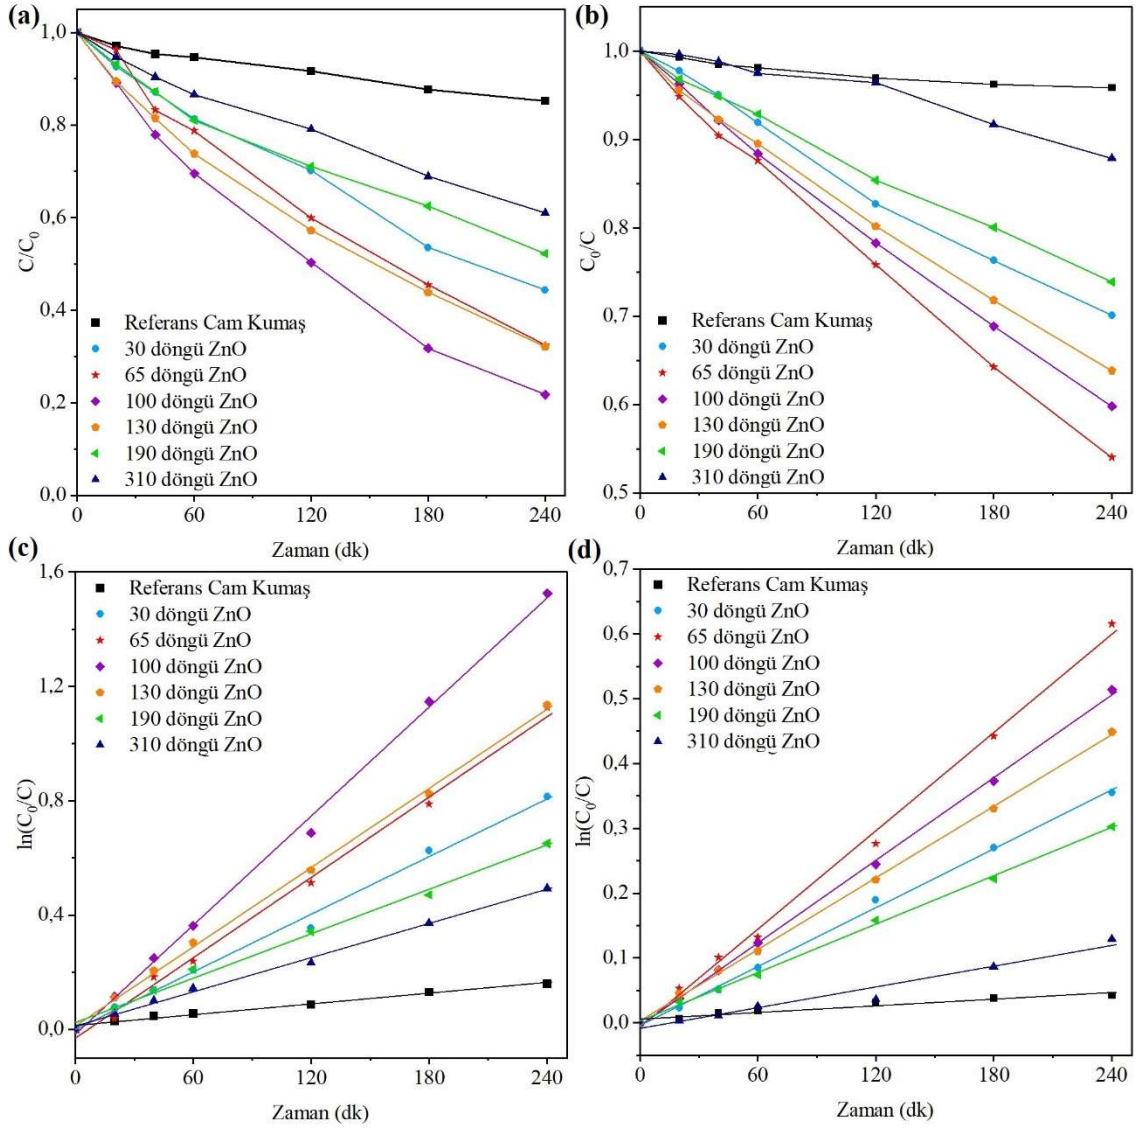 (a)
1,0
0,8
0,6
0,4
0,2
0,0
C/C0
Referans Cam Kumaş
30 döngü ZnO
65 döngü ZnO
100 döngü ZnO
130 döngü ZnO
190 döngü ZnO
310 döngü ZnO
0 60 120 180 240
Zaman (dk)
(b)
1,0
0,9
0,8
0,7
0,6
0,5
C0/C
Referans Cam Kumaş
30 döngü ZnO
65 döngü ZnO
100 döngü ZnO
130 döngü ZnO
190 döngü ZnO
310 döngü ZnO
0 60 120 180 240
Zaman (dk)
(c)
1,6
1,2
0,8
0,4
0,0
ln(C0/C)
Referans Cam Kumaş
30 döngü ZnO
65 döngü ZnO
100 döngü ZnO
130 döngü ZnO
190 döngü ZnO
310 döngü ZnO
0 60 120 180 240
Zaman (dk)
(d)
0,7
0,6
0,5
0,4
0,3
0,2
0,1
0,0
ln(C0/C)
Referans Cam Kumaş
30 döngü ZnO
65 döngü ZnO
100 döngü ZnO
130 döngü ZnO
190 döngü ZnO
310 döngü ZnO
0 60 120 180 240
Zaman (dk)